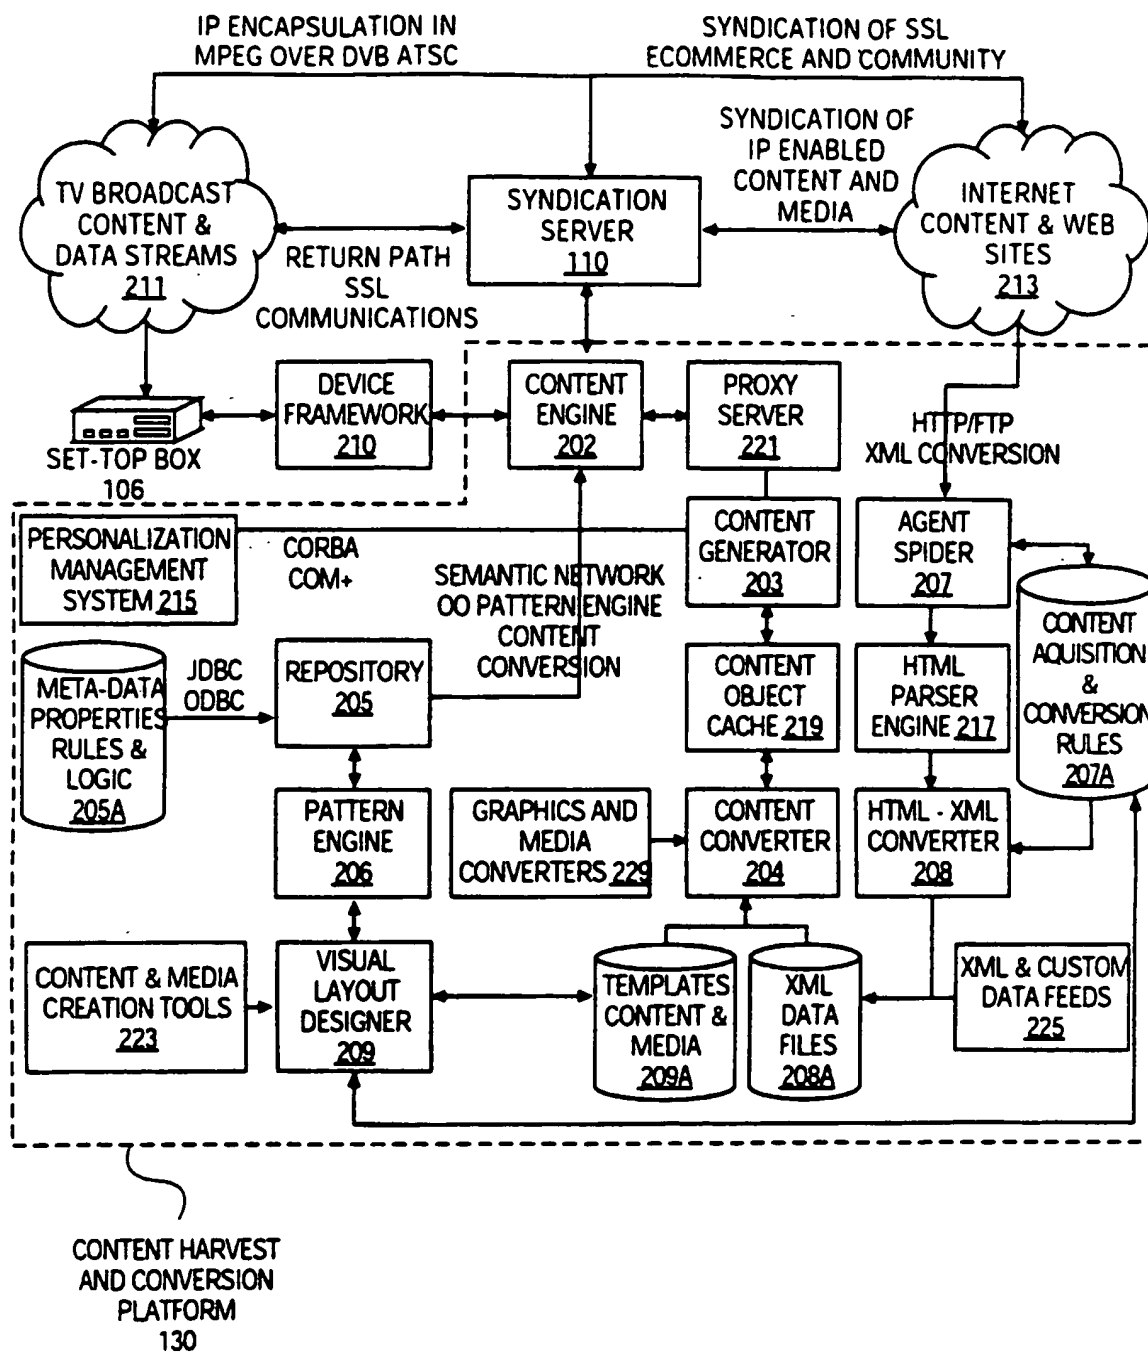 IP ENCAPSULATION IN
MPEG OVER DVB ATSC
SYNDICATION OF SSL
ECOMMERCE AND COMMUNITY
SYNDICATION OF
IP ENABLED
CONTENT AND
MEDIA
TV BROADCAST
CONTENT &
DATA STREAMS
211
SYNDICATION
SERVER
110
INTERNET
CONTENT & WEB
SITES
213
RETURN PATH
SSL
COMMUNICATIONS
DEVICE
FRAMEWORK
210
CONTENT
ENGINE
202
PROXY
SERVER
221
HTTP/FTP
XML CONVERSION
SET-TOP BOX
106
PERSONALIZATION
MANAGEMENT
SYSTEM 215
CORBA
COM+
SEMANTIC NETWORK
OO PATTERN ENGINE
CONTENT
CONVERSION
CONTENT
GENERATOR
203
AGENT
SPIDER
207
CONTENT
AQUISITION
&
CONVERSION
RULES
207A
META-DATA
PROPERTIES
RULES &
LOGIC
205A
JDBC
ODBC
REPOSITORY
205
CONTENT
OBJECT
CACHE 219
HTML
PARSER
ENGINE 217
PATTERN
ENGINE
206
GRAPHICS AND
MEDIA
CONVERTERS 229
CONTENT
CONVERTER
204
HTML - XML
CONVERTER
208
CONTENT & MEDIA
CREATION TOOLS
223
VISUAL
LAYOUT
DESIGNER
209
TEMPLATES
CONTENT &
MEDIA
209A
XML
DATA
FILES
208A
XML & CUSTOM
DATA FEEDS
225
CONTENT HARVEST
AND CONVERSION
PLATFORM
130